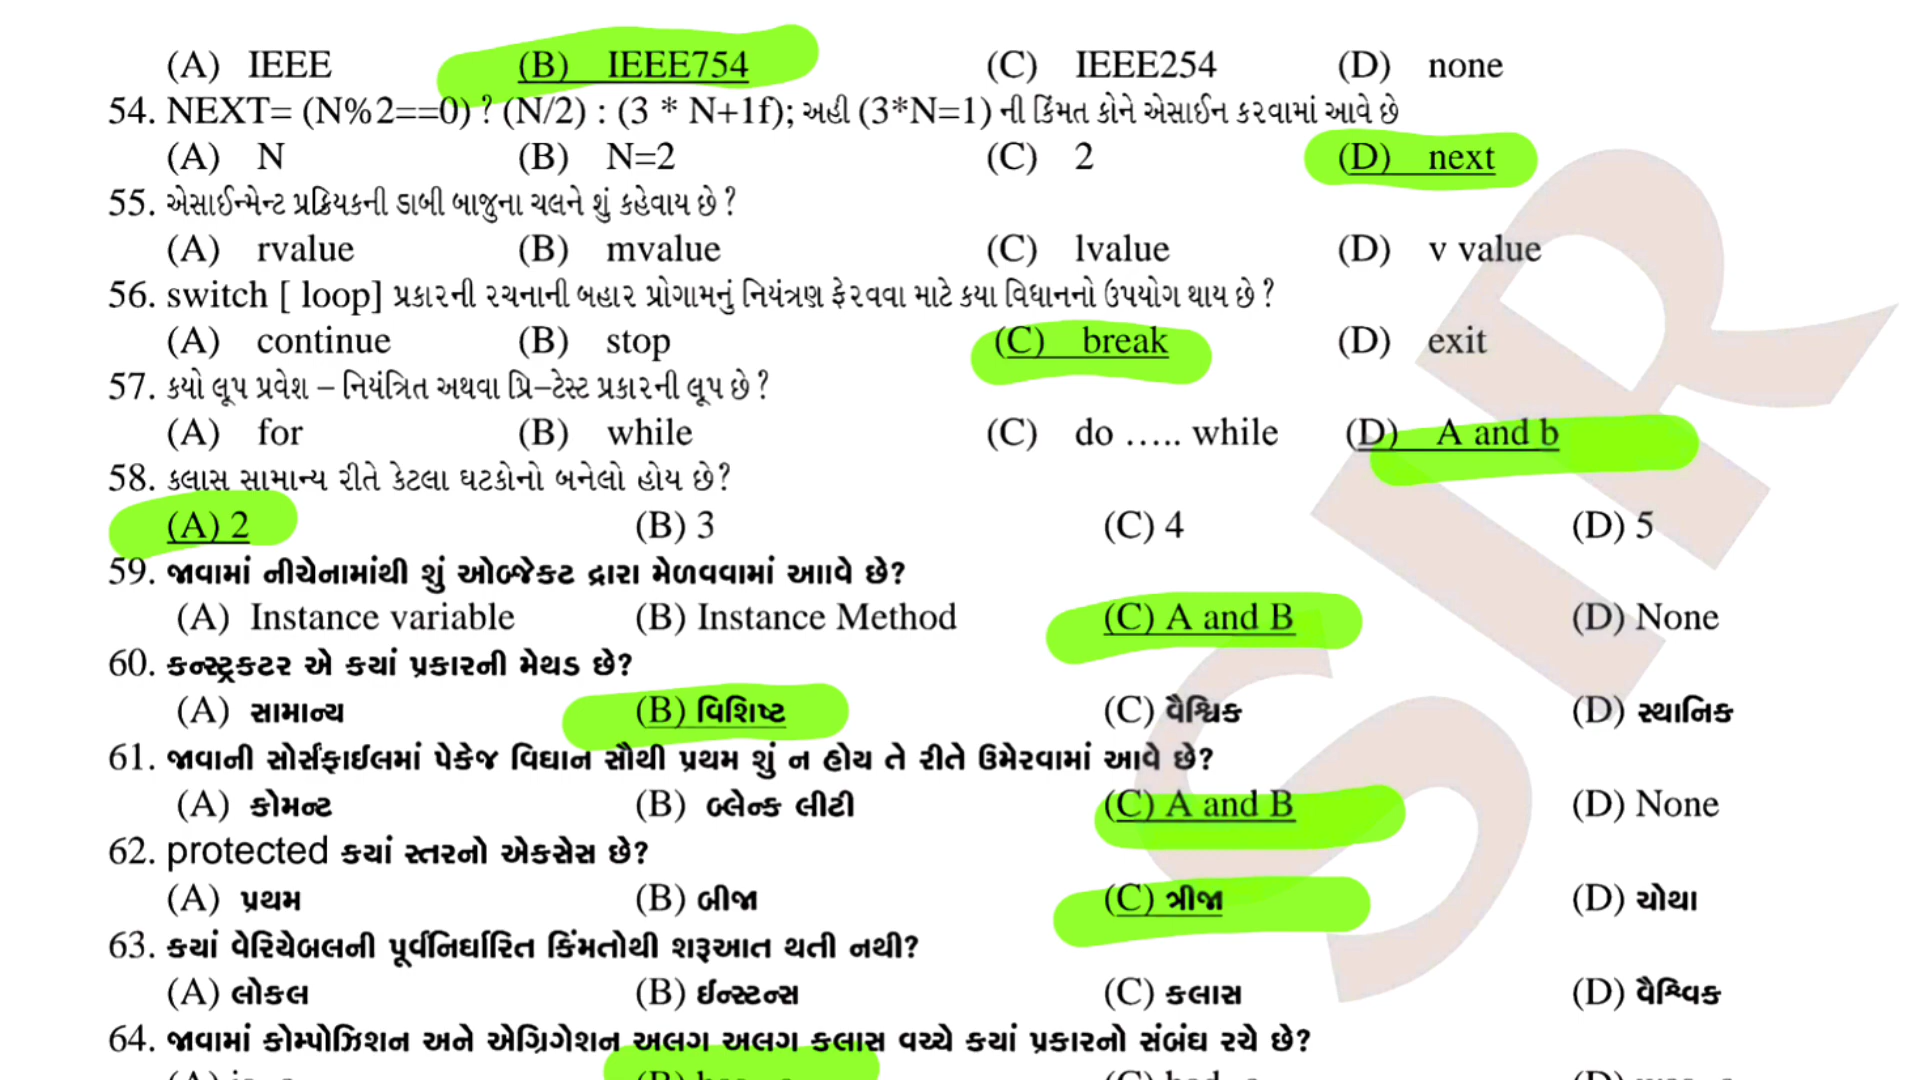 (A) IEEE (B) IEEE754 (C) IEEE254 (D) none
54. NEXT= (N%2==0) ? (N/2) : (3 * N+1f); અહી (3*N=1) ની કિંમત કોને એસાઈન કરવામાં આવે છે
(A) N (B) N=2 (C) 2 (D) next
55. એસાઈન્મેન્ટ પ્રક્રિયકની ડાબી બાજુના ચલને શું કહેવાય છે ?
(A) rvalue (B) mvalue (C) lvalue (D) v value
56. switch [ loop] પ્રકારની રચનાની બહાર પ્રોગામનું નિયંત્રણ ફેરવવા માટે કયા વિધાનનો ઉપયોગ થાય છે ?
(A) continue (B) stop (C) break (D) exit
57. કયો લૂપ પ્રવેશ – નિયંત્રિત અથવા પ્રિ–ટેસ્ટ પ્રકારની લૂપ છે ?
(A) for (B) while (C) do ….. while (D) A and b
58. કલાસ સામાન્ય રીતે કેટલા ઘટકોનો બનેલો હોય છે?
(A) 2 (B) 3 (C) 4 (D) 5
59. જાવામાં નીચેનામાંથી શું ઓબ્જેકટ દ્વારા મેળવવામાં આાવે છે?
(A) Instance variable (B) Instance Method (C) A and B (D) None
60. કન્સ્ટ્રકટર એ કયાં પ્રકારની મેથડ છે?
(A) સામાન્ય (B) વિશિષ્ટ (C) વૈશ્વિક (D) સ્થાનિક
61. જાવાની સોર્સફાઈલમાં પેકેજ વિધાન સૌથી પ્રથમ શું ન હોય તે રીતે ઉમેરવામાં આવે છે?
(A) કોમન્ટ (B) બ્લેન્ક લીટી (C) A and B (D) None
62. protected કયાં સ્તરનો એકસેસ છે?
(A) પ્રથમ (B) બીજા (C) ત્રીજા (D) ચોથા
63. કયાં વેરિયેબલની પૂર્વનિર્ધારિત કિંમતોથી શરૂઆત થતી નથી?
(A) લોકલ (B) ઈન્સ્ટન્સ (C) કલાસ (D) વૈશ્વિક
64. જાવામાં કોમ્પોઝિશન અને એગ્રિગેશન અલગ અલગ કલાસ વચ્ચે કયાં પ્રકારનો સંબંધ રચે છે?
SIR